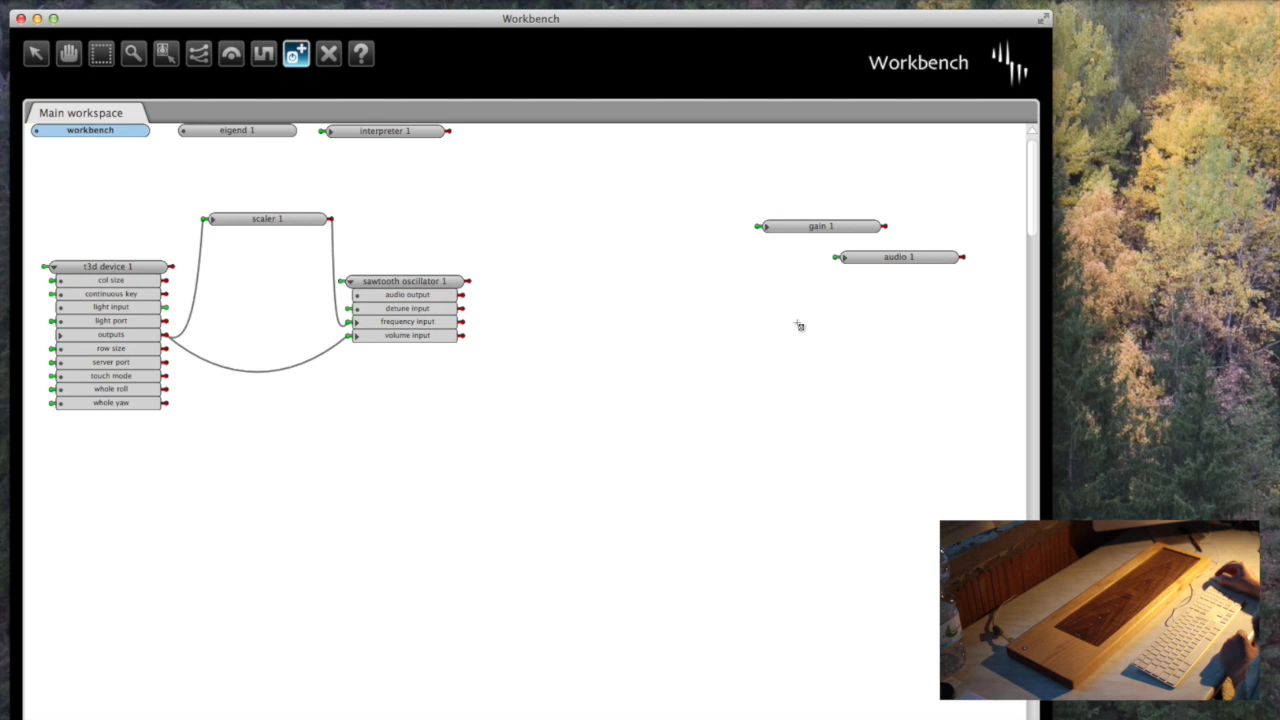 Workbench
Workbench
Main workspace
workbench
eigend 1
interpreter 1
scaler 1
gain 1
audio 1
t3d device 1
col size
continuous key
light input
light port
outputs
row size
server port
touch mode
whole roll
whole yaw
sawtooth oscillator 1
audio output
detune input
frequency input
volume input